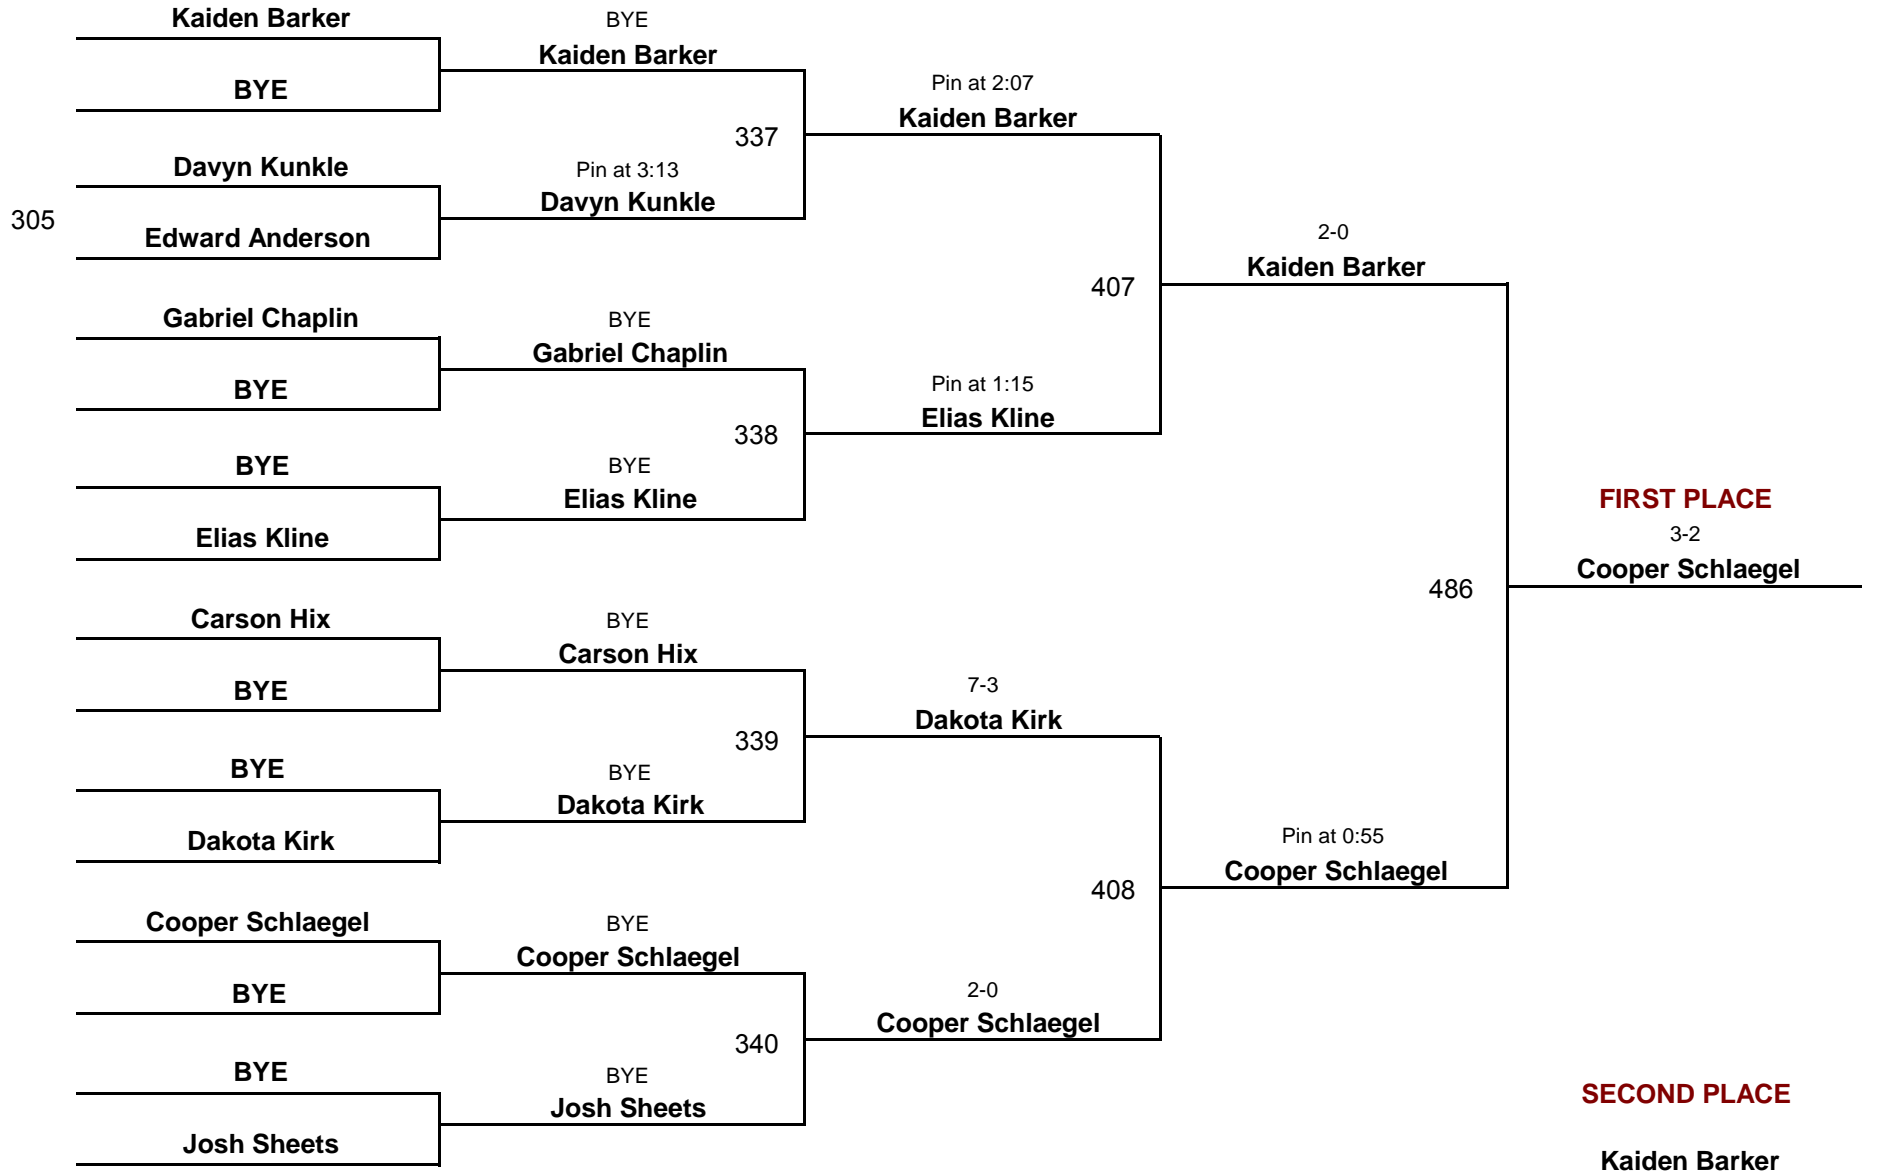 Kaiden Barker
BYE
305
Davyn Kunkle
Edward Anderson
Gabriel Chaplin
BYE
BYE
Elias Kline
Carson Hix
BYE
BYE
Dakota Kirk
Cooper Schlaegel
BYE
BYE
Josh Sheets
BYE
Kaiden Barker
337
Pin at 3:13
Davyn Kunkle
BYE
Gabriel Chaplin
338
BYE
Elias Kline
BYE
Carson Hix
339
BYE
Dakota Kirk
BYE
Cooper Schlaegel
340
BYE
Josh Sheets
Pin at 2:07
Kaiden Barker
407
Pin at 1:15
Elias Kline
7-3
Dakota Kirk
408
2-0
Cooper Schlaegel
2-0
Kaiden Barker
486
Pin at 0:55
Cooper Schlaegel
FIRST PLACE
3-2
Cooper Schlaegel
SECOND PLACE
Kaiden Barker